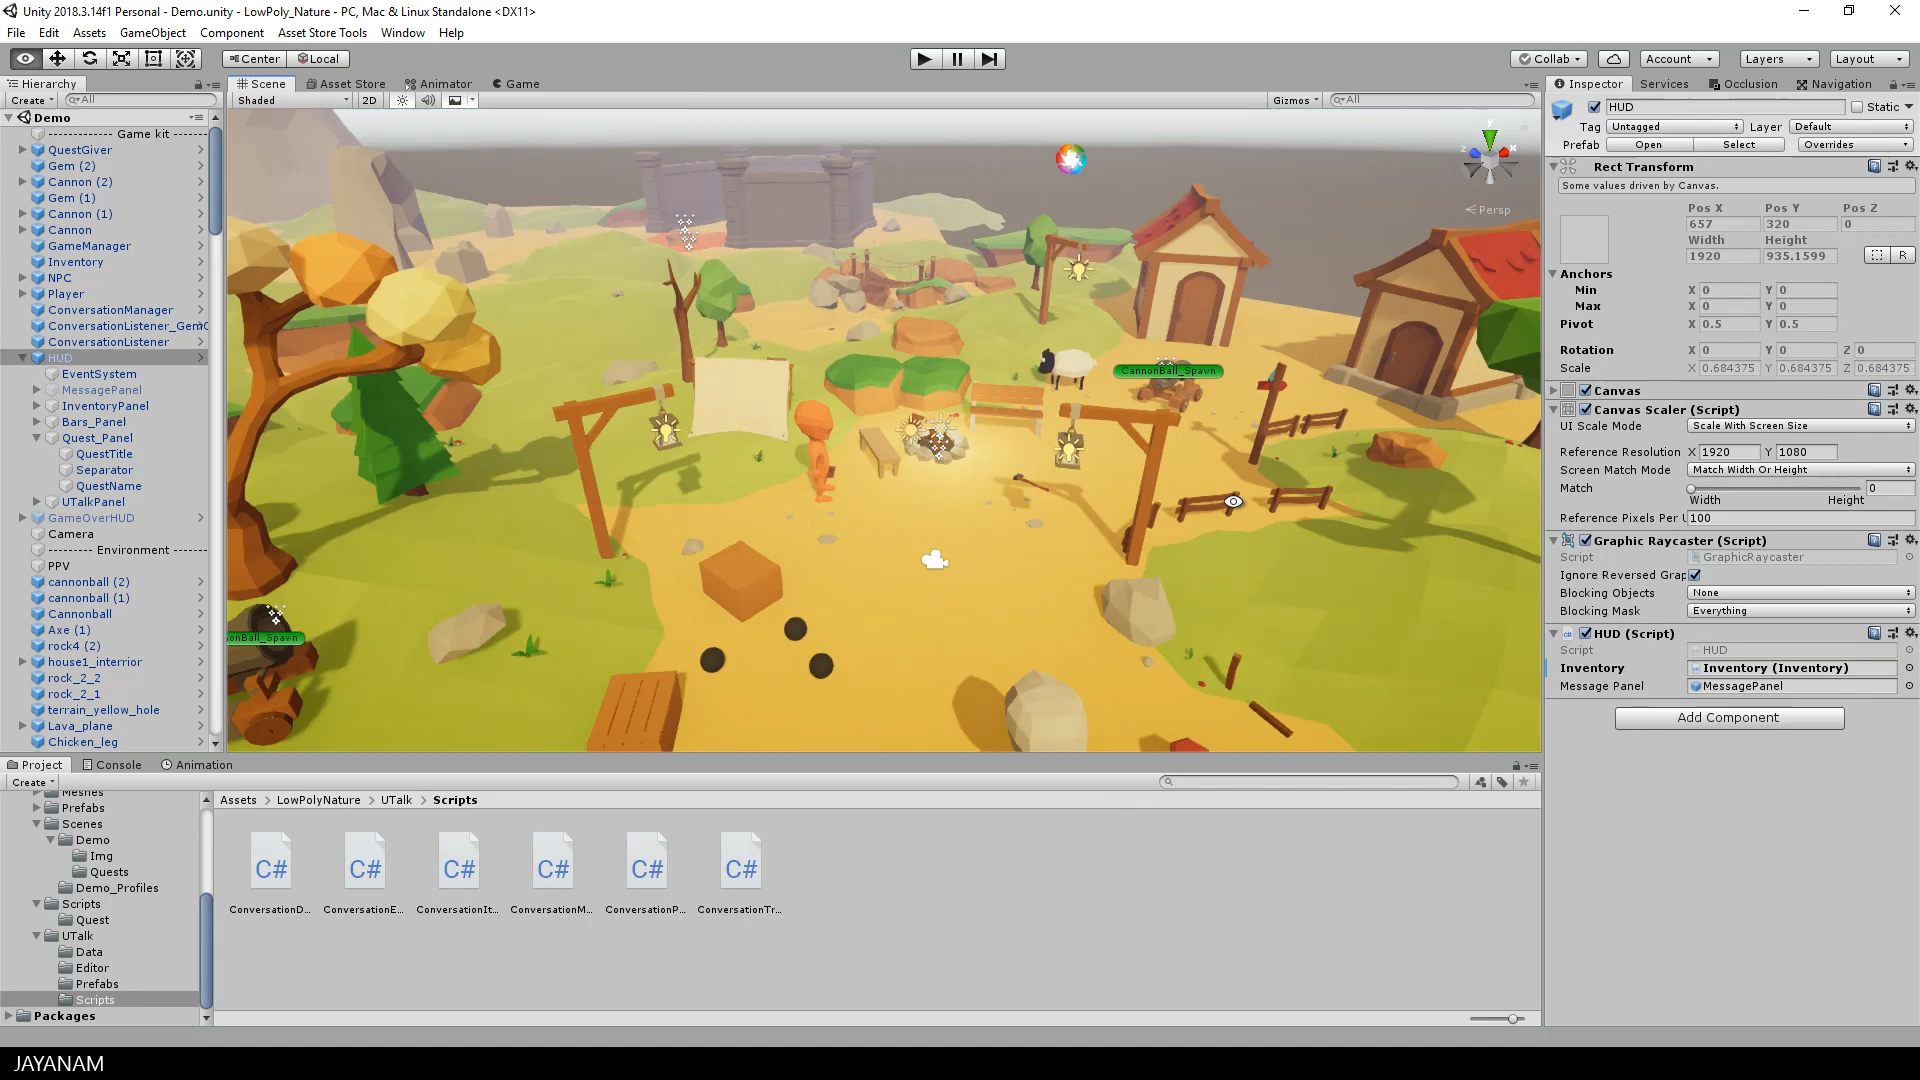 Unity 2018.3.14f1 Personal - Demo.unity - LowPoly_Nature - PC, Mac & Linux Standalone <DX11>
File Edit Assets GameObject Component Asset Store Tools Window Help
Center Local
Collab Account Layers Layout
Hierarchy
Create All
Demo
------------- Game kit -------
QuestGiver
Gem (2)
Cannon (2)
Gem (1)
Cannon (1)
Cannon
GameManager
Inventory
NPC
Player
ConversationManager
ConversationListener_Gem
ConversationListener
HUD
EventSystem
MessagePanel
InventoryPanel
Bars_Panel
Quest_Panel
QuestTitle
Separator
QuestName
UTalkPanel
GameOverHUD
Camera
--------- Environment -------
PPV
cannonball (2)
cannonball (1)
Cannonball
Axe (1)
rock4 (2)
house1_interrior
rock_2_2
rock_2_1
terrain_yellow_hole
Lava_plane
Chicken_leg
Scene Asset Store Animator Game
Shaded 2D Gizmos All
y
x
z
Persp
CannonBall_Spawn
onBall_Spawn
Inspector Services Occlusion Navigation
HUD Static
Tag Untagged Layer Default
Prefab Open Select Overrides
Rect Transform
Some values driven by Canvas.
Pos X Pos Y Pos Z
657 320 0
Width Height
1920 935.1599 R
Anchors
Min X 0 Y 0
Max X 0 Y 0
Pivot X 0.5 Y 0.5
Rotation X 0 Y 0 Z 0
Scale X 0.684375 Y 0.684375 Z 0.684375
Canvas
Canvas Scaler (Script)
UI Scale Mode Scale With Screen Size
Reference Resolution X 1920 Y 1080
Screen Match Mode Match Width Or Height
Match 0
Width Height
Reference Pixels Per U 100
Graphic Raycaster (Script)
Script GraphicRaycaster
Ignore Reversed Grap
Blocking Objects None
Blocking Mask Everything
HUD (Script)
Script HUD
Inventory Inventory (Inventory)
Message Panel MessagePanel
Add Component
Project Console Animation
Create
Meshes
Prefabs
Scenes
Demo
Img
Quests
Demo_Profiles
Scripts
Quest
UTalk
Data
Editor
Prefabs
Scripts
Packages
Assets > LowPolyNature > UTalk > Scripts
C# C# C# C# C# C#
ConversationD... ConversationE... ConversationIt... ConversationM... ConversationP... ConversationTr...
JAYANAM